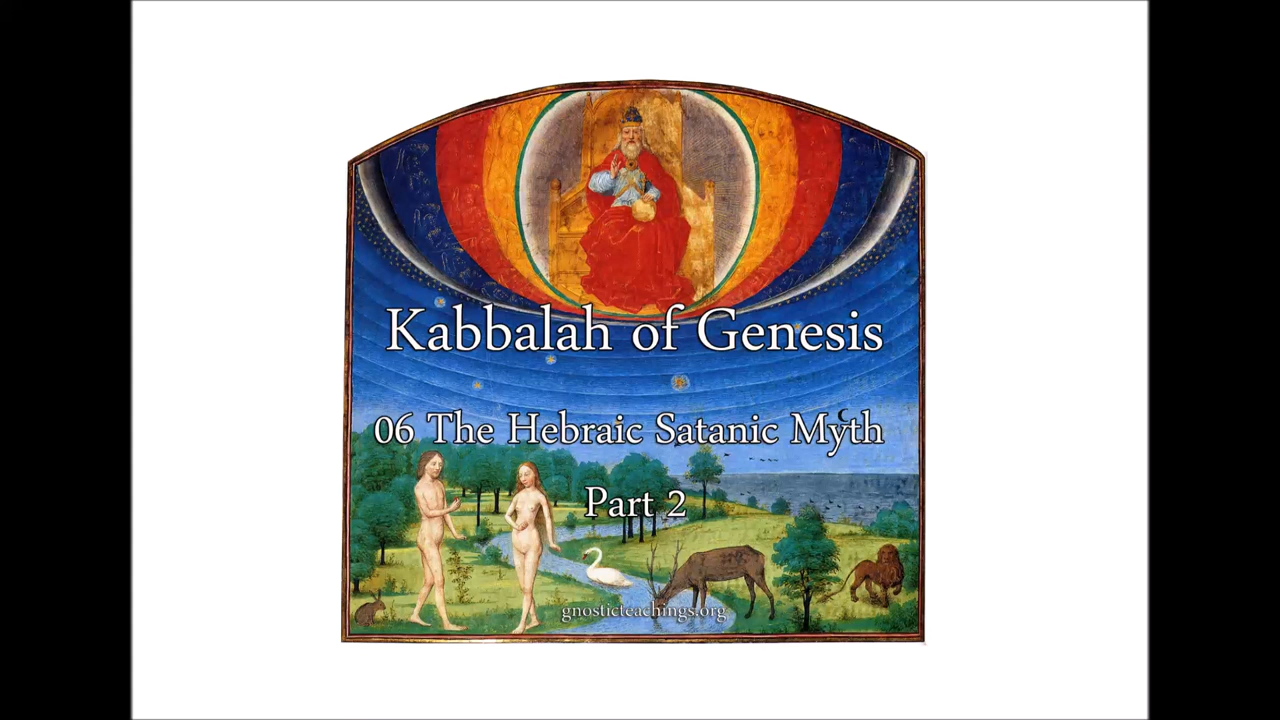 Kabbalah of Genesis
06 The Hebraic Satanic Myth
Part 2
gnosticteachings.org